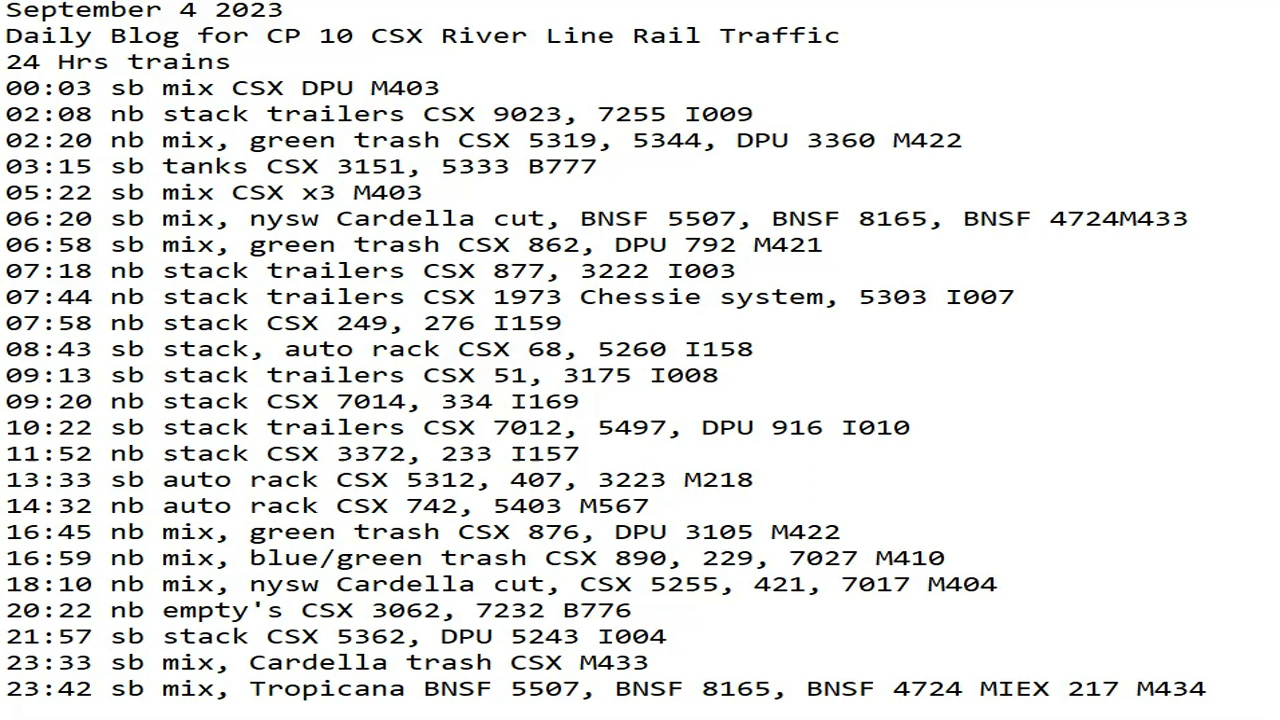 September 4 2023
Daily Blog for CP 10 CSX River Line Rail Traffic
24 Hrs trains
00:03 sb mix CSX DPU M403
02:08 nb stack trailers CSX 9023, 7255 I009
02:20 nb mix, green trash CSX 5319, 5344, DPU 3360 M422
03:15 sb tanks CSX 3151, 5333 B777
05:22 sb mix CSX x3 M403
06:20 sb mix, nysw Cardella cut, BNSF 5507, BNSF 8165, BNSF 4724M433
06:58 sb mix, green trash CSX 862, DPU 792 M421
07:18 nb stack trailers CSX 877, 3222 I003
07:44 nb stack trailers CSX 1973 Chessie system, 5303 I007
07:58 nb stack CSX 249, 276 I159
08:43 sb stack, auto rack CSX 68, 5260 I158
09:13 sb stack trailers CSX 51, 3175 I008
09:20 nb stack CSX 7014, 334 I169
10:22 sb stack trailers CSX 7012, 5497, DPU 916 I010
11:52 nb stack CSX 3372, 233 I157
13:33 sb auto rack CSX 5312, 407, 3223 M218
14:32 nb auto rack CSX 742, 5403 M567
16:45 nb mix, green trash CSX 876, DPU 3105 M422
16:59 nb mix, blue/green trash CSX 890, 229, 7027 M410
18:10 nb mix, nysw Cardella cut, CSX 5255, 421, 7017 M404
20:22 nb empty's CSX 3062, 7232 B776
21:57 sb stack CSX 5362, DPU 5243 I004
23:33 sb mix, Cardella trash CSX M433
23:42 sb mix, Tropicana BNSF 5507, BNSF 8165, BNSF 4724 MIEX 217 M434